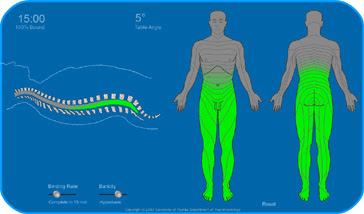 15:00
100% Bound
5°
Table Angle
Binding Rate
Complete in 15 min
Baricity
Hyperbaric
Reset
Copyright © 2007 University of Florida Department of Anesthesiology